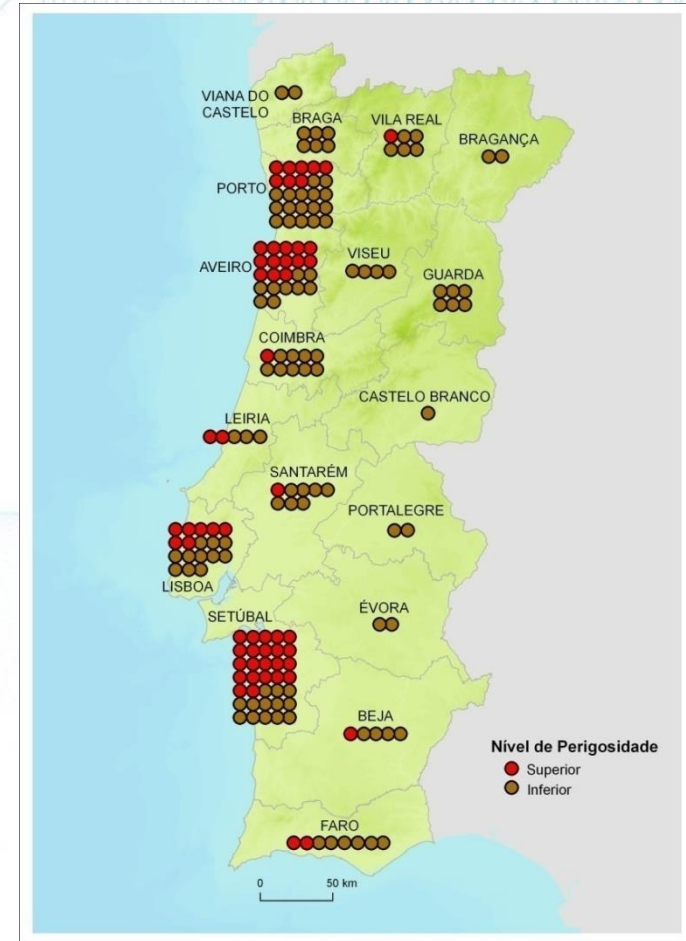 VIANA DO
CASTELO
BRAGA
VILA REAL
BRAGANÇA
PORTO
AVEIRO
VISEU
GUARDA
COIMBRA
CASTELO BRANCO
LEIRIA
SANTARÉM
PORTALEGRE
LISBOA
ÉVORA
SETÚBAL
BEJA
Nível de Perigosidade
Superior
Inferior
FARO
0 50 km